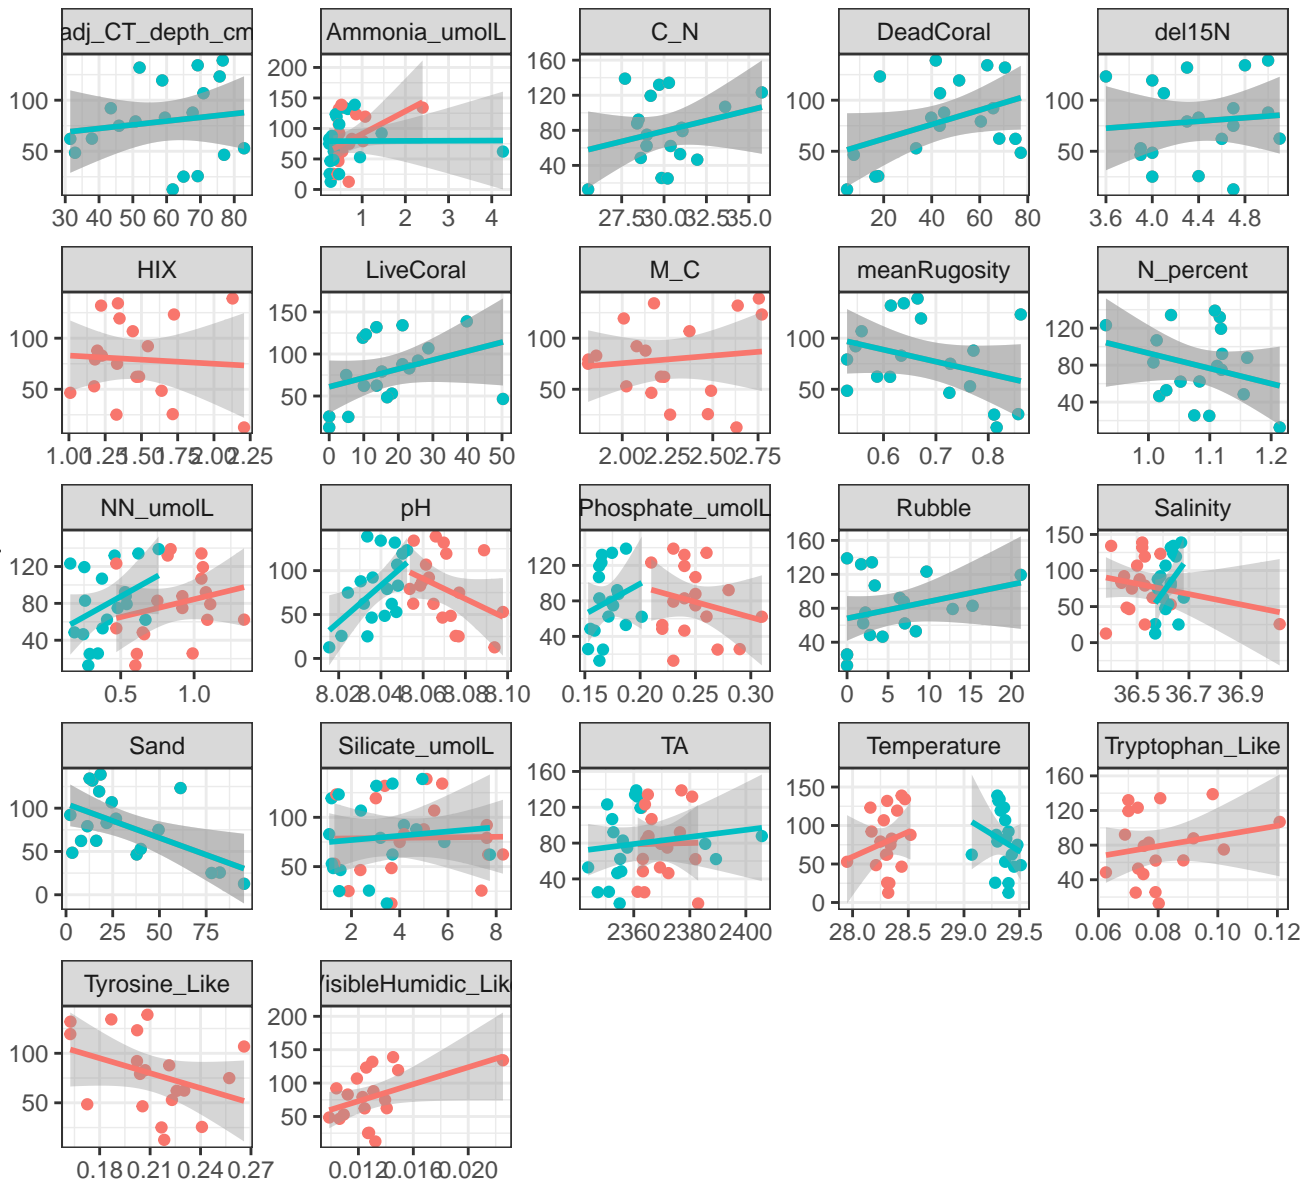 adj_CT_depth_cm Ammonia_umolL C_N DeadCoral del15N
100 50 30 40 50 60 70 80
200 150 100 50 0 1 2 3 4
160 120 80 40 27.5 30.0 32.5 35.0
100 50 20 40 60 80
100 50 3.6 4.0 4.4 4.8
HIX LiveCoral M_C meanRugosity N_percent
100 50 1.00 1.25 1.50 1.75 2.00 2.25
150 100 50 0 0 10 20 30 40 50
100 50 2.00 2.25 2.50 2.75
100 50 0.6 0.7 0.8
120 80 40 1.0 1.1 1.2
NN_umolL pH Phosphate_umolL Rubble Salinity
120 80 40 0.5 1.0
100 50 0 8.02 8.04 8.06 8.08 8.10
120 80 40 0.15 0.20 0.25 0.30
160 120 80 40 0 5 10 15 20
150 100 50 0 36.5 36.7 36.9
Sand Silicate_umolL TA Temperature Tryptophan_Like
100 50 0 0 25 50 75
100 50 2 4 6 8
160 120 80 40 2360 2380 2400
150 100 50 0 28.0 28.5 29.0 29.5
160 120 80 40 0.06 0.08 0.10 0.12
Tyrosine_Like VisibleHumidic_Lik
100 50 0.18 0.21 0.24 0.27
200 150 100 50 0.012 0.016 0.020